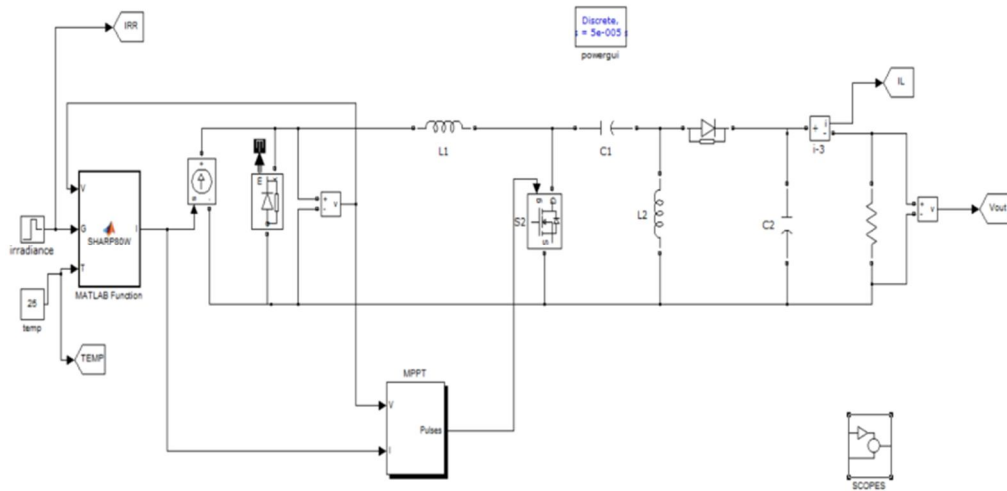 IRR
Discrete,
= 5e-005
powergui
IL
L1
C1
i-3
V
G
T
I
SHARP80W
MATLAB Function
irradiance
25
temp
TEMP
E
+
-
v
S2
L2
C2
+
i
-
+
-
v
Vout
MPPT
V
I
Pulses
SCOPES